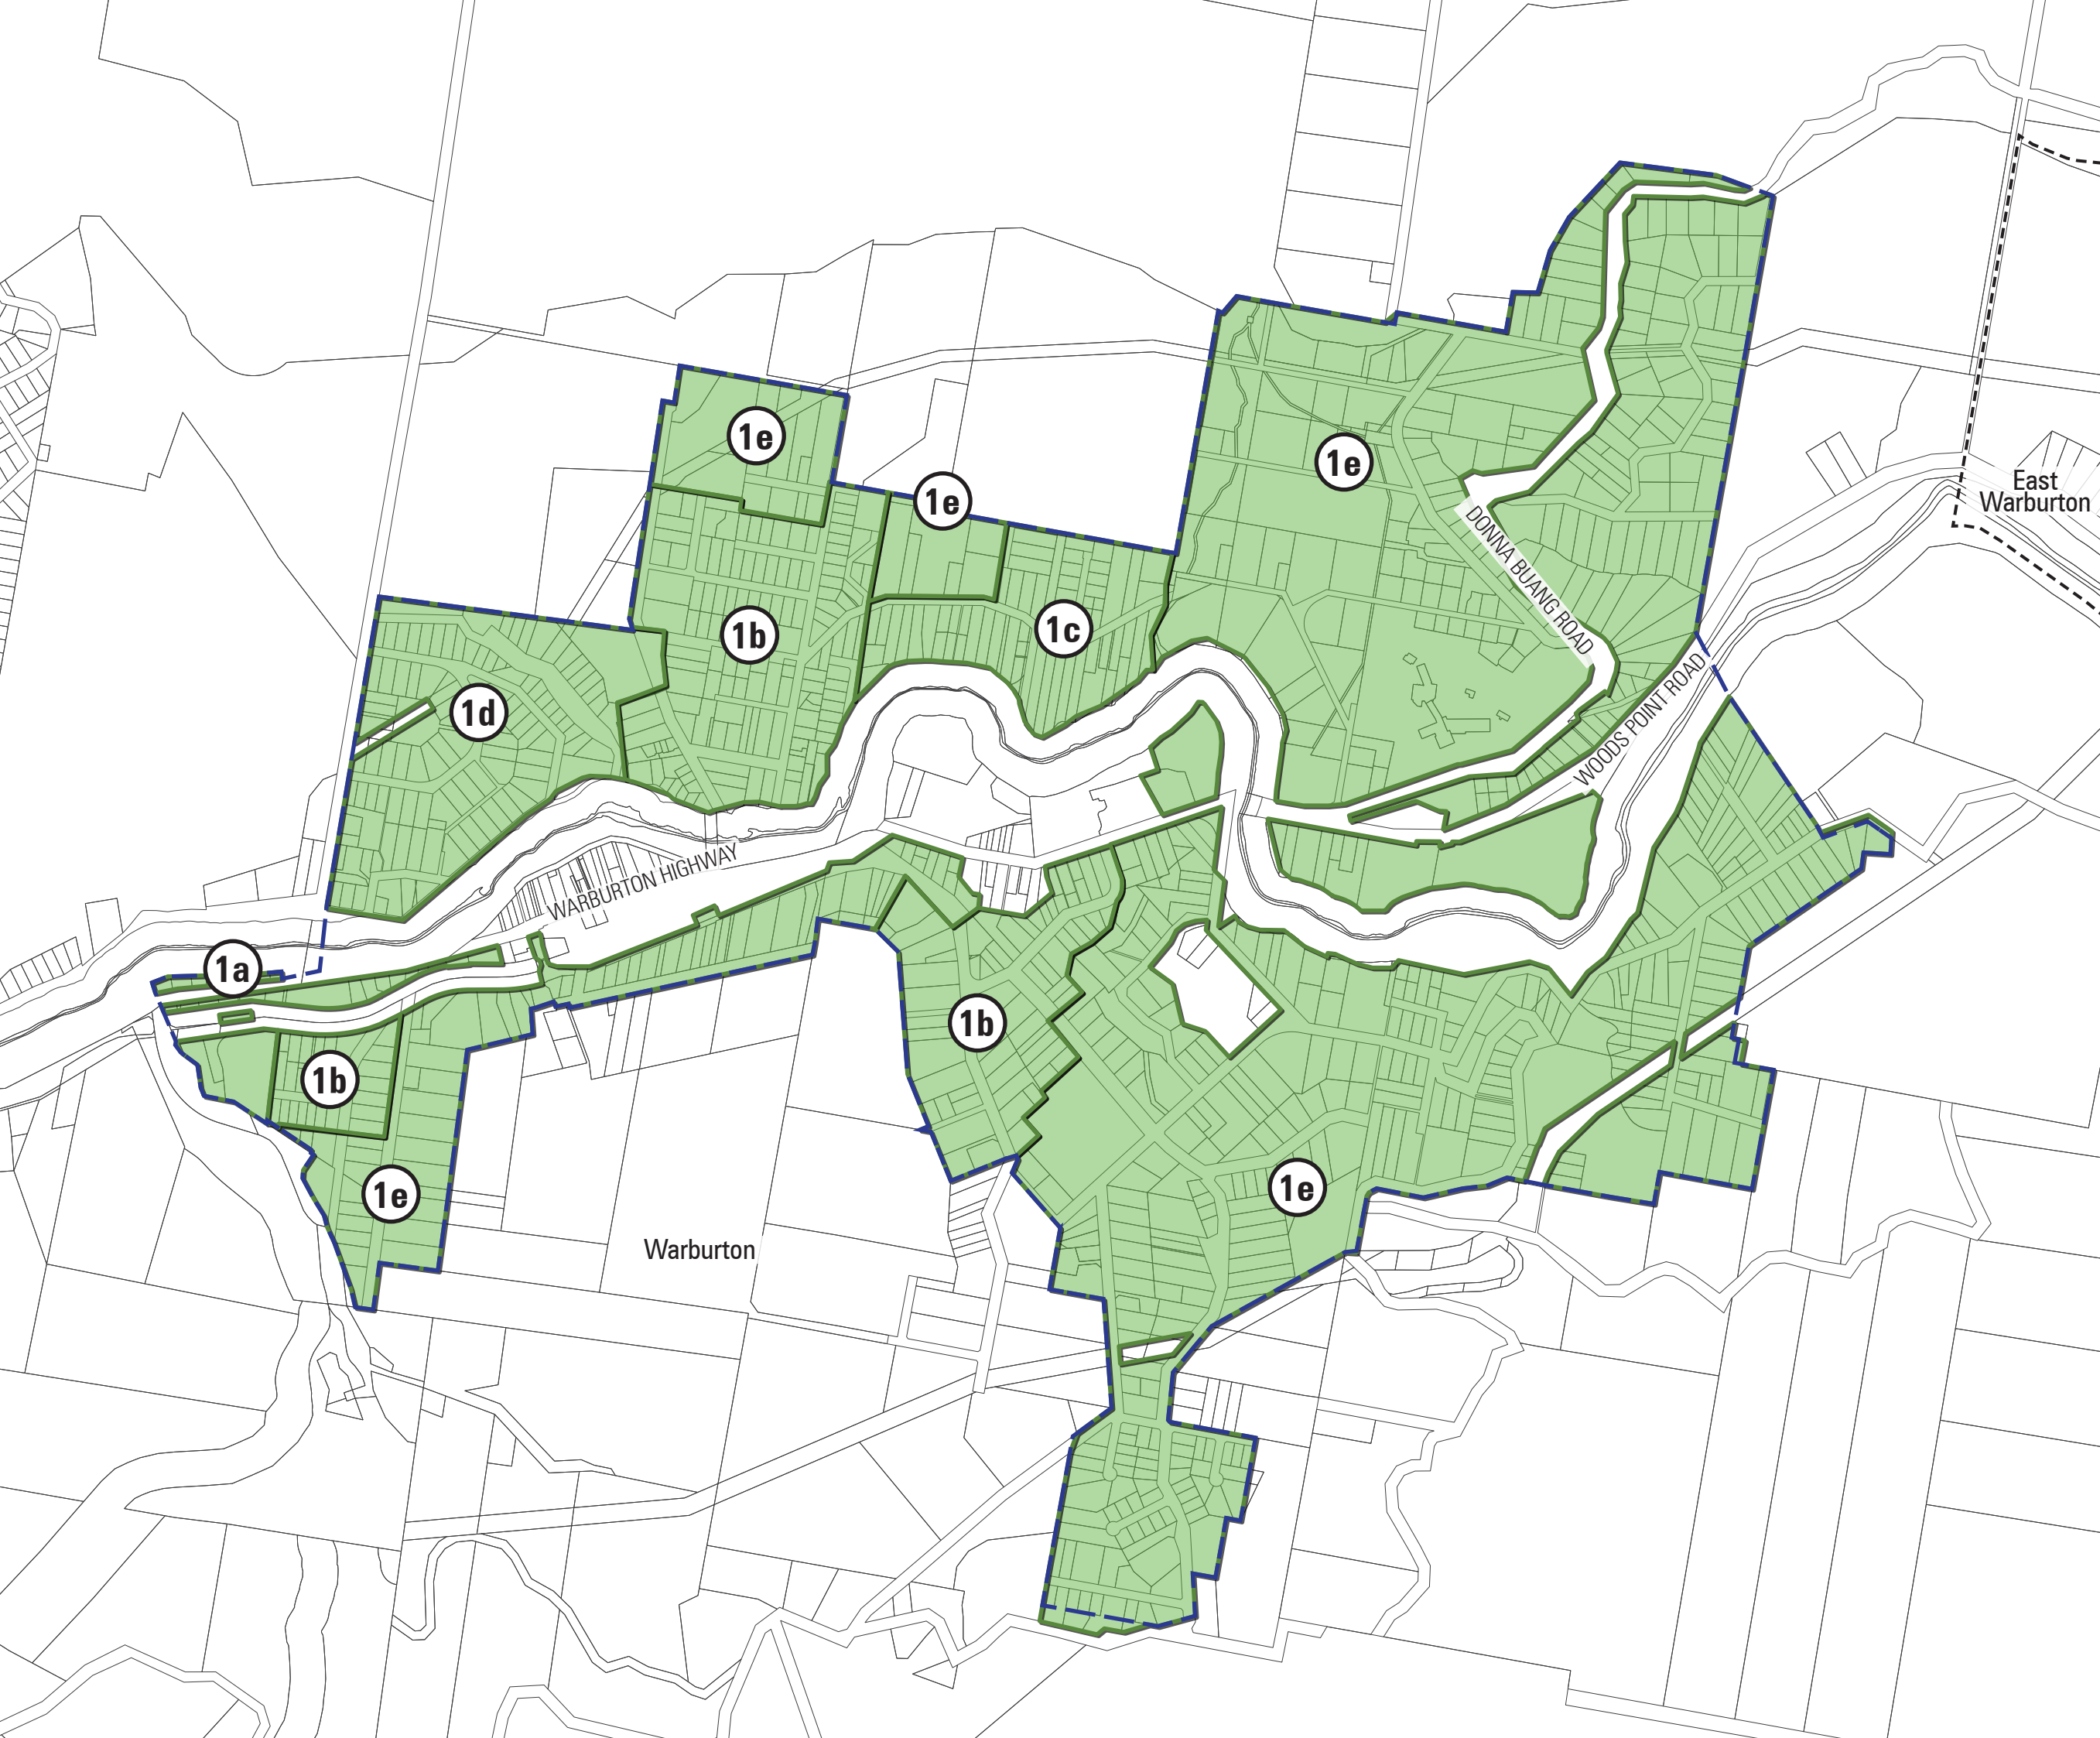 1e
1e
1e
East
Warburton
DONNA BUANG ROAD
1b
1c
1d
WOODS POINT ROAD
WARBURTON HIGHWAY
1a
1b
1b
1e
1e
Warburton